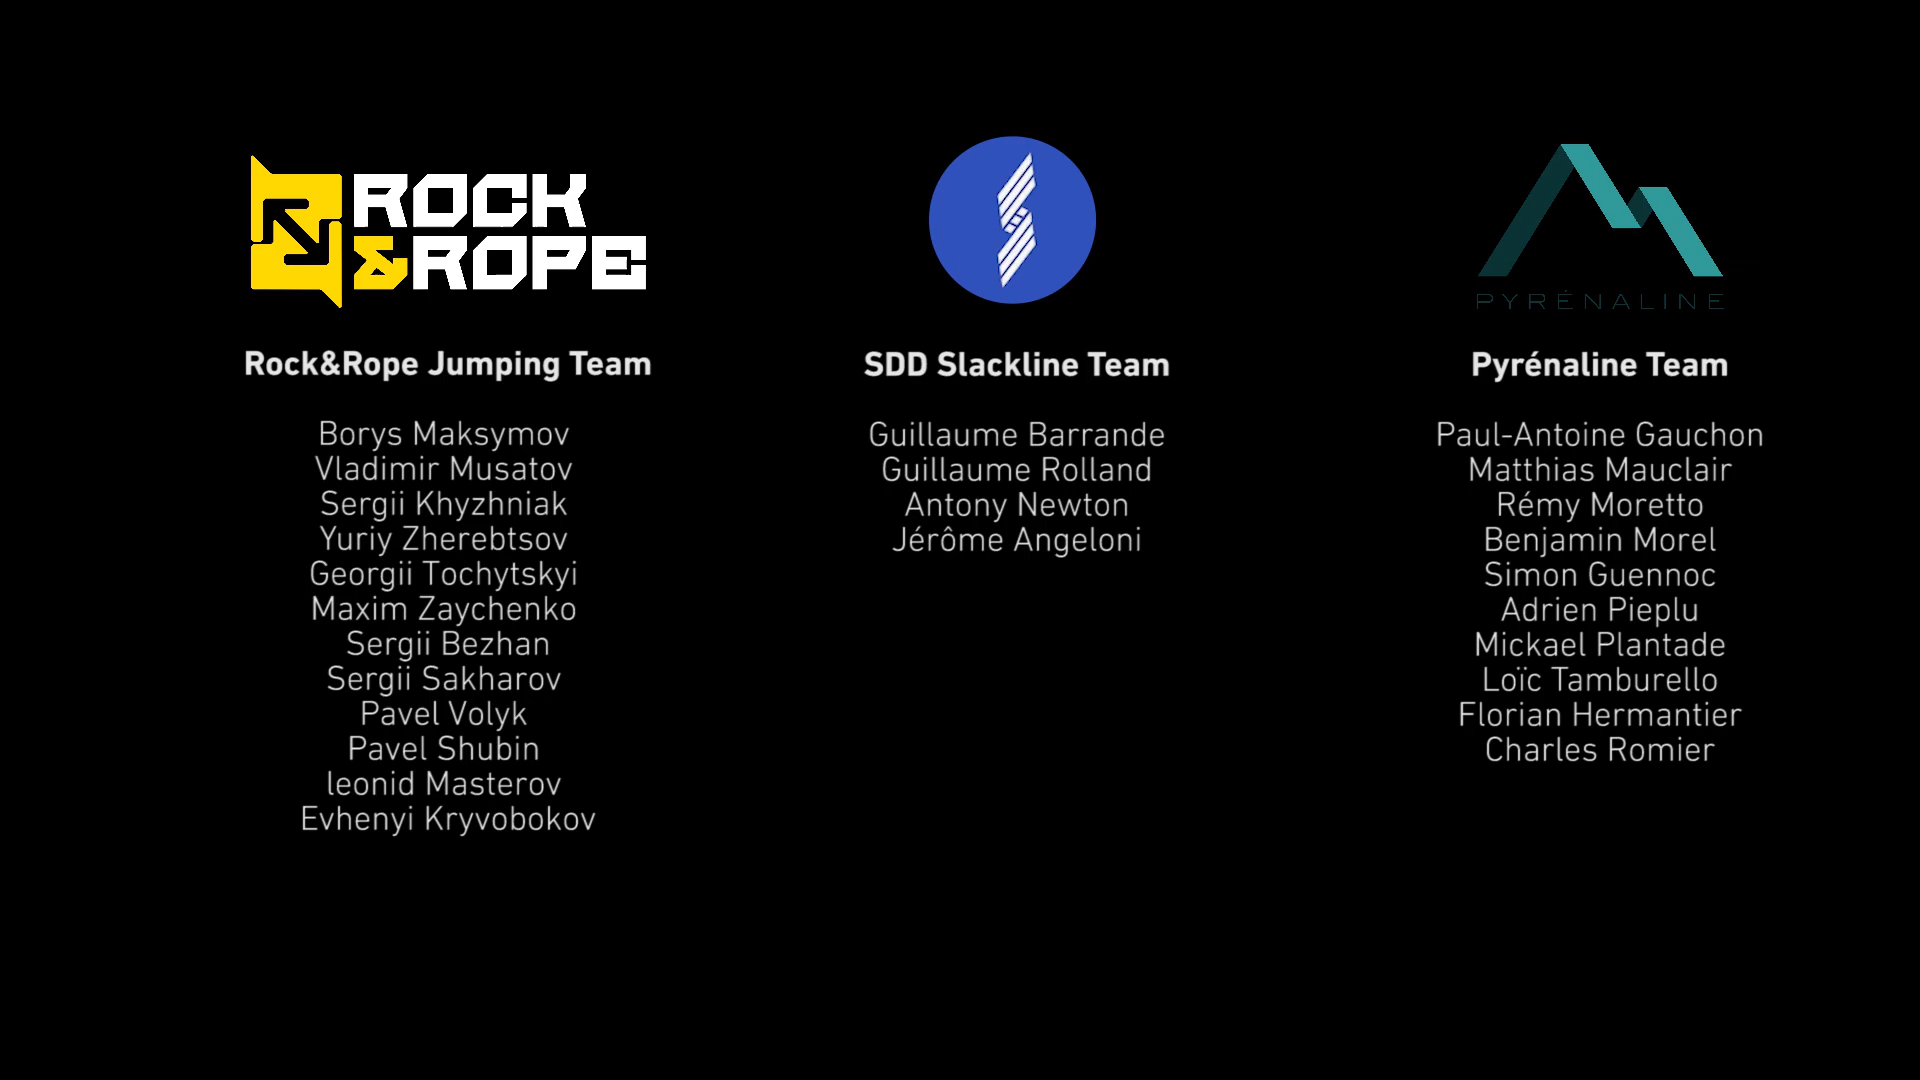 ROCK
&ROPE
Rock&Rope Jumping Team
Borys Maksymov
Vladimir Musatov
Sergii Khyzhniak
Yuriy Zherebtsov
Georgii Tochytskyi
Maxim Zaychenko
Sergii Bezhan
Sergii Sakharov
Pavel Volyk
Pavel Shubin
leonid Masterov
Evhenyi Kryvobokov
SDD Slackline Team
Guillaume Barrande
Guillaume Rolland
Antony Newton
Jérôme Angeloni
PYRÉNALINE
Pyrénaline Team
Paul-Antoine Gauchon
Matthias Mauclair
Rémy Moretto
Benjamin Morel
Simon Guennoc
Adrien Pieplu
Mickael Plantade
Loïc Tamburello
Florian Hermantier
Charles Romier